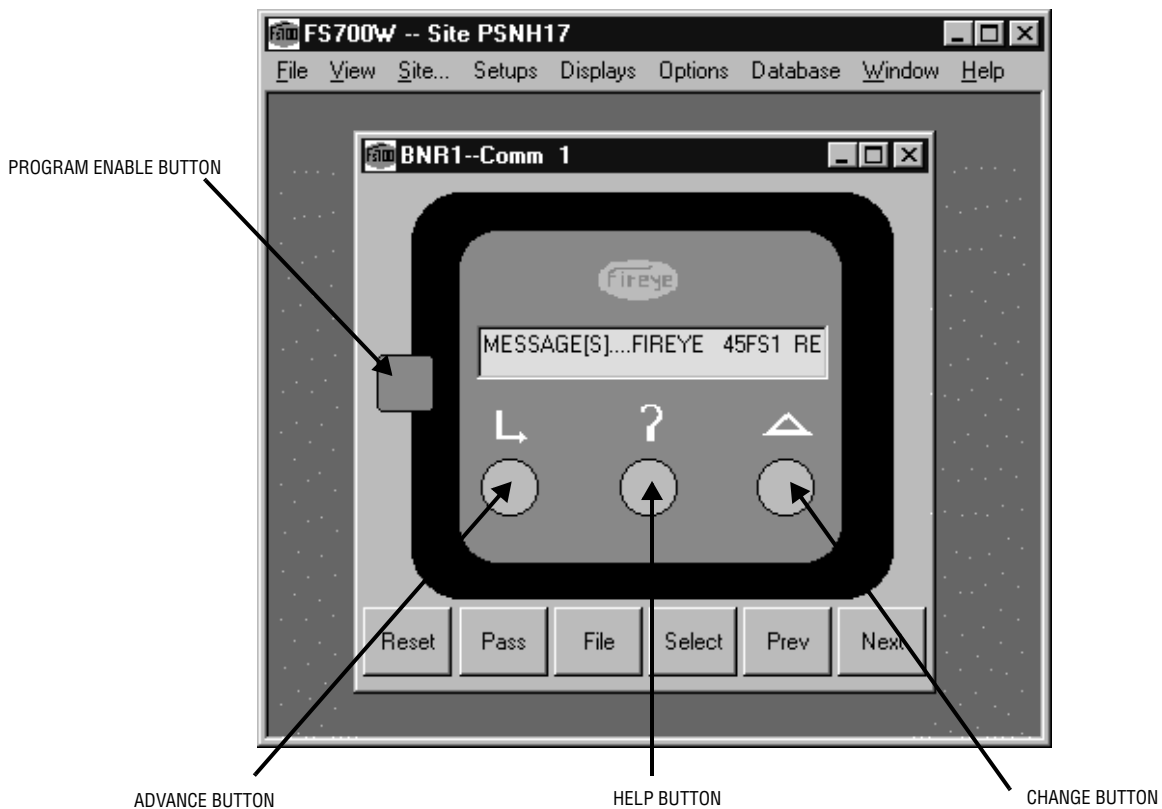 FS700W -- Site PSNH17
File View Site... Setups Displays Options Database Window Help
PROGRAM ENABLE BUTTON
BNR1--Comm 1
fireye
MESSAGE[S]....FIREYE 45FS1 RE
?
Reset Pass File Select Prev Next
ADVANCE BUTTON HELP BUTTON CHANGE BUTTON